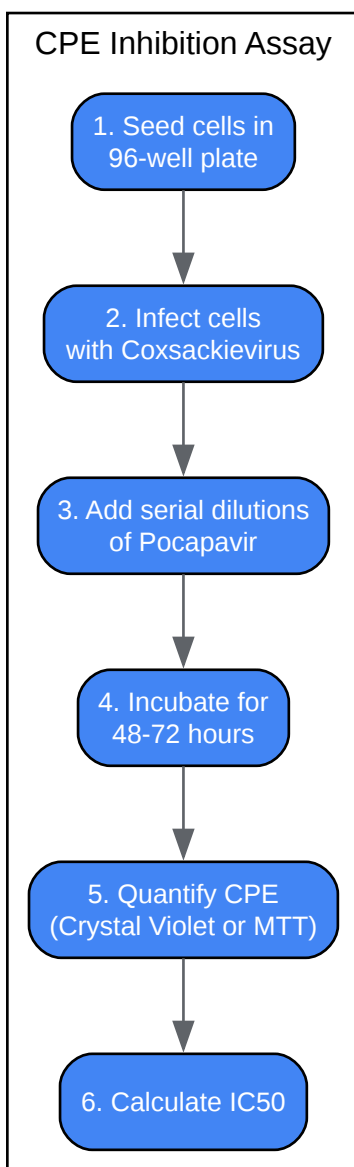 CPE Inhibition Assay
1. Seed cells in
96-well plate
2. Infect cells
with Coxsackievirus
3. Add serial dilutions
of Pocapavir
4. Incubate for
48-72 hours
5. Quantify CPE
(Crystal Violet or MTT)
6. Calculate IC50